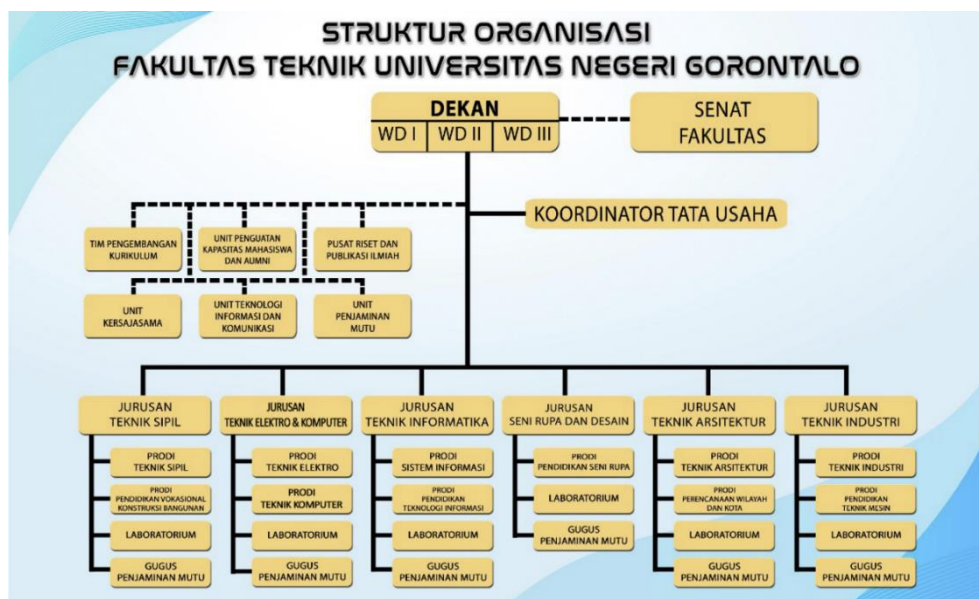 STRUKTUR ORGANISASI
FAKULTAS TEKNIK UNIVERSITAS NEGERI GORONTALO
DEKAN
WD I WD II WD III
SENAT
FAKULTAS
KOORDINATOR TATA USAHA
TIM PENGEMBANGAN
KURIKULUM
UNIT PENGUATAN
KAPASITAS MAHASISWA
DAN AUMNI
PUSAT RISET DAN
PUBLIKASI ILMIAH
UNIT
KERSAJASAMA
UNIT TEKNOLOGI
INFORMASI DAN
KOMUNIKASI
UNIT
PENJAMINAN
MUTU
JURUSAN
TEKNIK SIPIL
PRODI
TEKNIK SIPIL
PRODI
PENDIDIKAN VOKASIONAL
KONSTRUKSI BANGUNAN
LABORATORIUM
GUGUS
PENJAMINAN MUTU
JURUSAN
TEKNIK ELEKTRO & KOMPUTER
PRODI
TEKNIK ELEKTRO
PRODI
TEKNIK KOMPUTER
LABORATORIUM
GUGUS
PENJAMINAN MUTU
JURUSAN
TEKNIK INFORMATIKA
PRODI
SISTEM INFORMASI
PRODI
PENDIDIKAN
TEKNOLOGI INFORMASI
LABORATORIUM
GUGUS
PENJAMINAN MUTU
JURUSAN
SENI RUPA DAN DESAIN
PRODI
PENDIDIKAN SENI RUPA
LABORATORIUM
GUGUS
PENJAMINAN MUTU
JURUSAN
TEKNIK ARSITEKTUR
PRODI
TEKNIK ARSITEKTUR
PRODI
PERENCANAAN WILAYAH
DAN KOTA
LABORATORIUM
GUGUS
PENJAMINAN MUTU
JURUSAN
TEKNIK INDUSTRI
PRODI
TEKNIK INDUSTRI
PRODI
PENDIDIKAN
TEKNIK MESIN
LABORATORIUM
GUGUS
PENJAMINAN MUTU